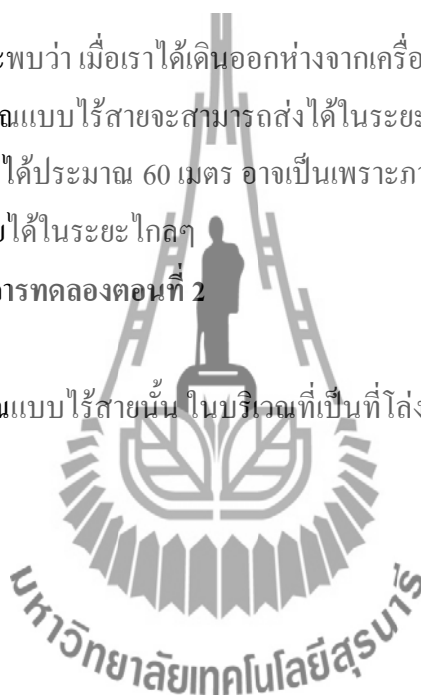 ะพบว่า เมื่อเราได้เดินออกห่างจากเครื่อ
ณแบบไร้สายจะสามารถส่งได้ในระยะ
ได้ประมาณ 60 เมตร อาจเป็นเพราะภา
ได้ในระยะไกลๆ
ารทดลองตอนที่ 2
ณแบบไร้สายนั้น ในบริเวณที่เป็นที่โล่ง
มหาวิทยาลัยเทคโนโลยีสุรนารี